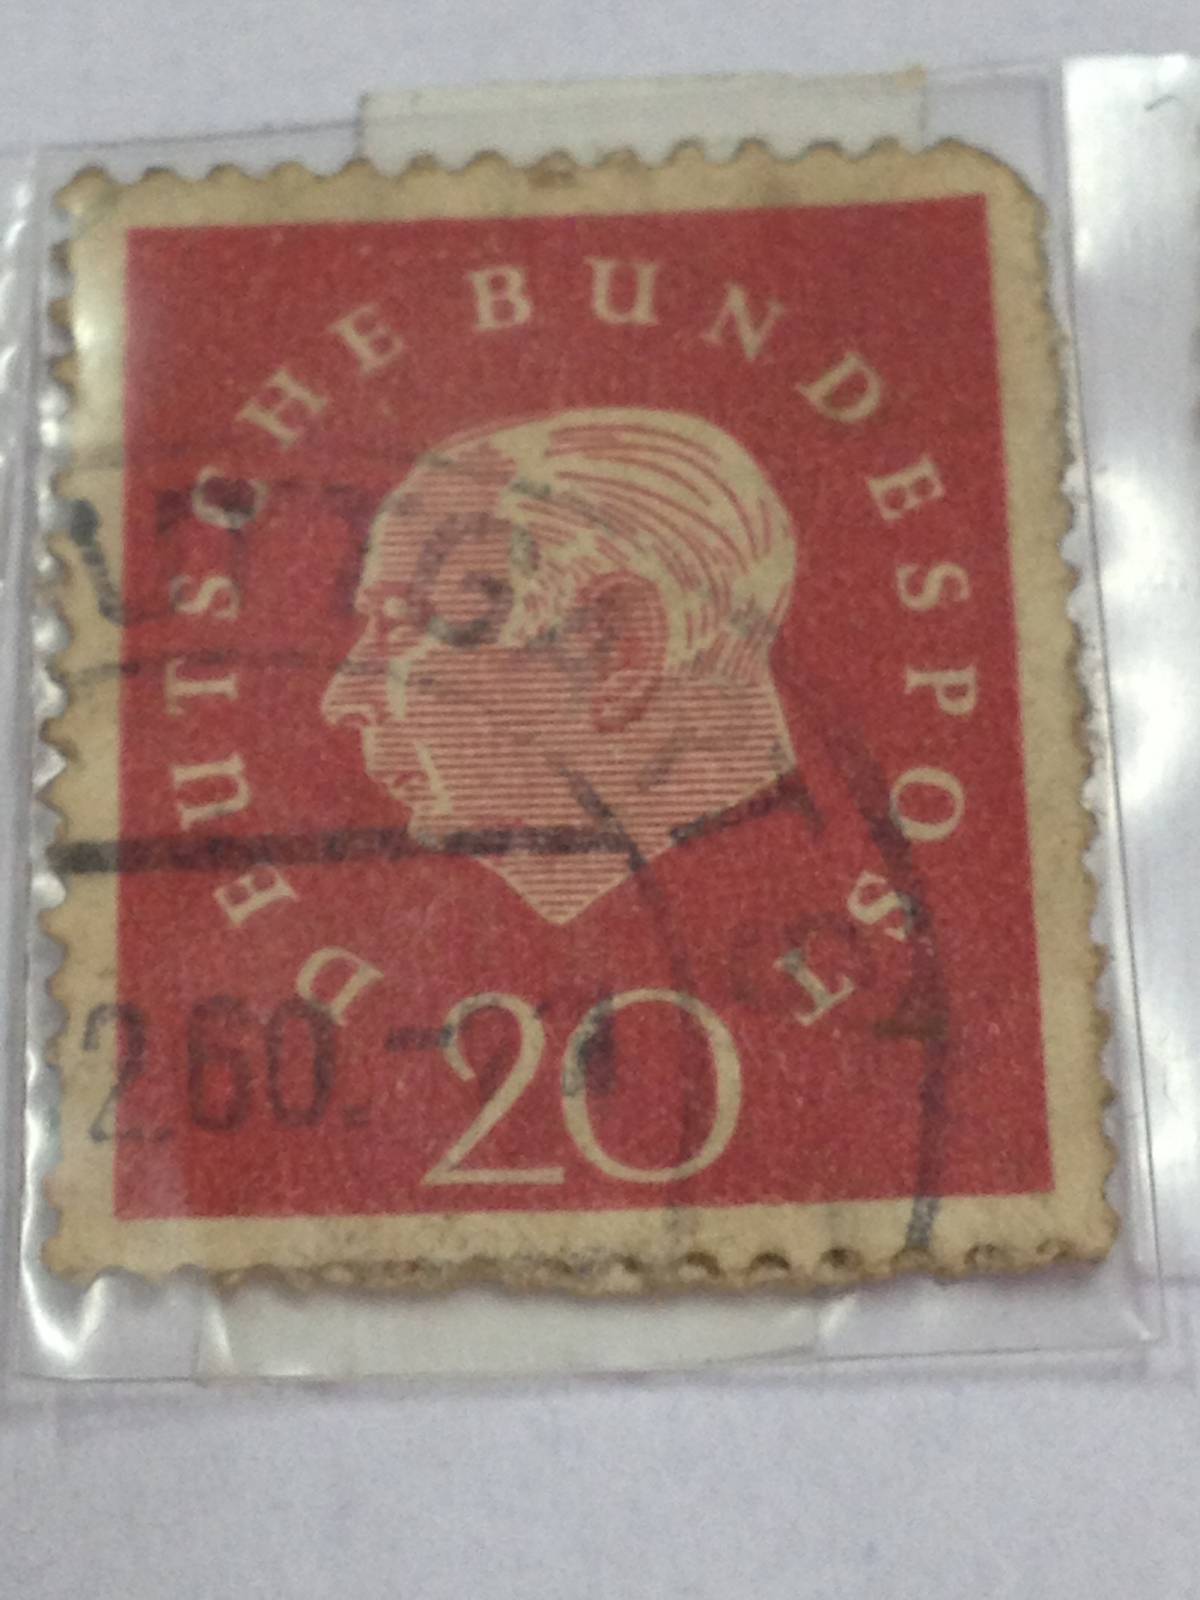 DEUTSCHE BUNDESPOST
2.60.-
20